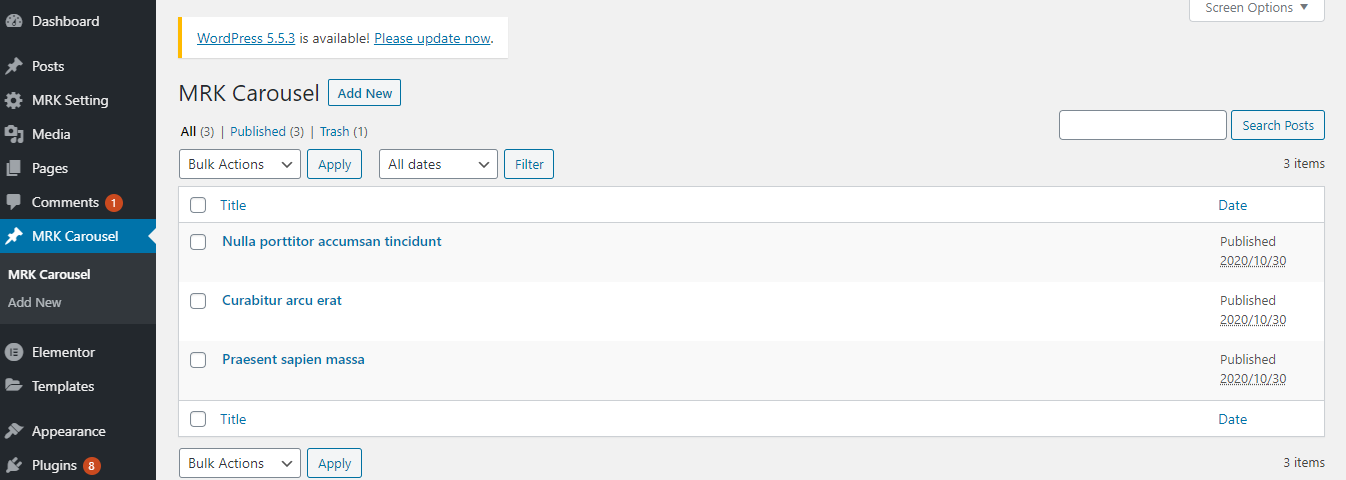 Dashboard
Posts
MRK Setting
Media
Pages
Comments 1
MRK Carousel
MRK Carousel
Add New
Elementor
Templates
Appearance
Plugins 8
Screen Options ▼
WordPress 5.5.3 is available! Please update now.
MRK Carousel Add New
All (3) | Published (3) | Trash (1)
Search Posts
Bulk Actions Apply All dates Filter 3 items
Title Date
Nulla porttitor accumsan tincidunt Published
2020/10/30
Curabitur arcu erat Published
2020/10/30
Praesent sapien massa Published
2020/10/30
Title Date
Bulk Actions Apply 3 items